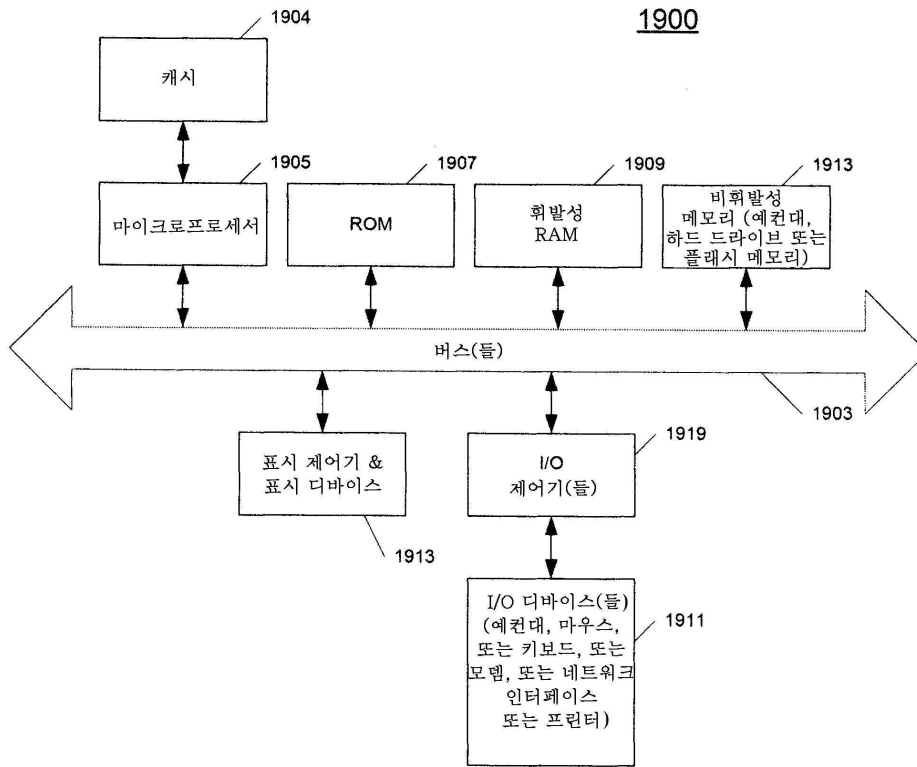 1900
1904
캐시
1905
마이크로프로세서
1907
ROM
1909
휘발성
RAM
1913
비휘발성
메모리 (예컨대,
하드 드라이브 또는
플래시 메모리)
버스(들)
1903
표시 제어기 &
표시 디바이스
1913
1919
I/O
제어기(들)
I/O 디바이스(들)
(예컨대, 마우스,
또는 키보드, 또는
모뎀, 또는 네트워크
인터페이스
또는 프린터)
1911